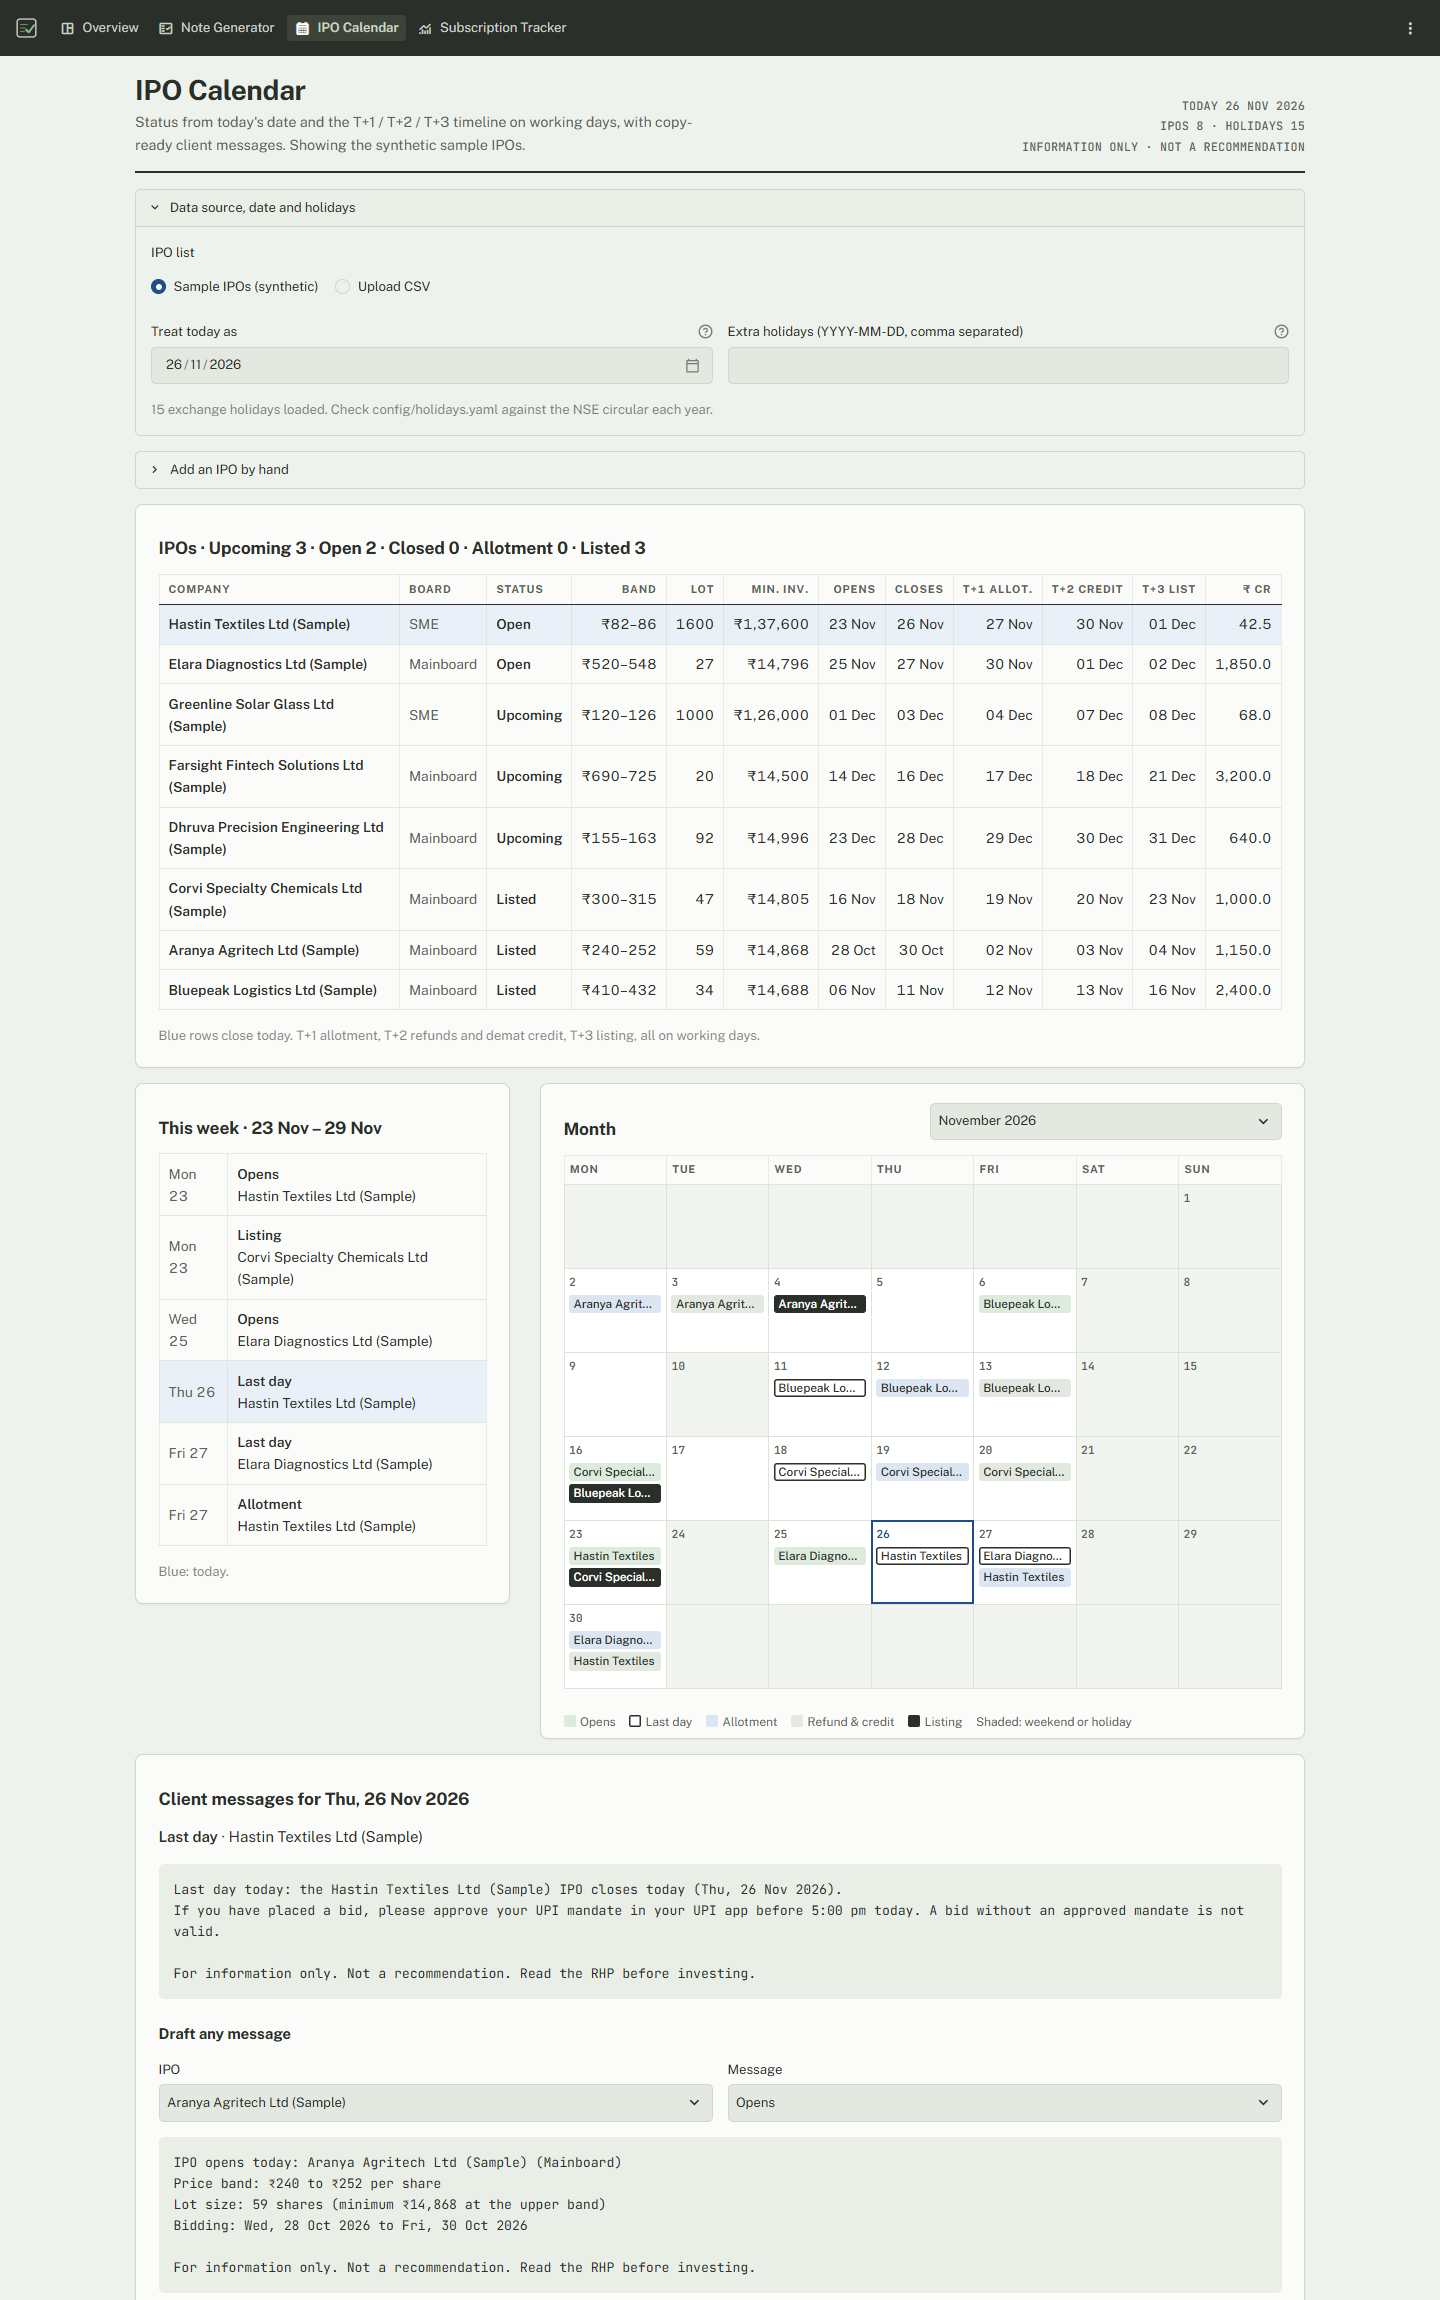 Overview Note Generator IPO Calendar Subscription Tracker
IPO Calendar
Status from today's date and the T+1 / T+2 / T+3 timeline on working days, with copy-
ready client messages. Showing the synthetic sample IPOs.
TODAY 26 NOV 2026
IPOS 8 · HOLIDAYS 15
INFORMATION ONLY · NOT A RECOMMENDATION
Data source, date and holidays
IPO list
Sample IPOs (synthetic) Upload CSV
Treat today as Extra holidays (YYYY-MM-DD, comma separated)
26/11/2026
15 exchange holidays loaded. Check config/holidays.yaml against the NSE circular each year.
Add an IPO by hand
IPOs · Upcoming 3 · Open 2 · Closed 0 · Allotment 0 · Listed 3
COMPANY BOARD STATUS BAND LOT MIN. INV. OPENS CLOSES T+1 ALLOT. T+2 CREDIT T+3 LIST ₹ CR
Hastin Textiles Ltd (Sample) SME Open ₹82–86 1600 ₹1,37,600 23 Nov 26 Nov 27 Nov 30 Nov 01 Dec 42.5
Elara Diagnostics Ltd (Sample) Mainboard Open ₹520–548 27 ₹14,796 25 Nov 27 Nov 30 Nov 01 Dec 02 Dec 1,850.0
Greenline Solar Glass Ltd
(Sample) SME Upcoming ₹120–126 1000 ₹1,26,000 01 Dec 03 Dec 04 Dec 07 Dec 08 Dec 68.0
Farsight Fintech Solutions Ltd
(Sample) Mainboard Upcoming ₹690–725 20 ₹14,500 14 Dec 16 Dec 17 Dec 18 Dec 21 Dec 3,200.0
Dhruva Precision Engineering Ltd
(Sample) Mainboard Upcoming ₹155–163 92 ₹14,996 23 Dec 28 Dec 29 Dec 30 Dec 31 Dec 640.0
Corvi Specialty Chemicals Ltd
(Sample) Mainboard Listed ₹300–315 47 ₹14,805 16 Nov 18 Nov 19 Nov 20 Nov 23 Nov 1,000.0
Aranya Agritech Ltd (Sample) Mainboard Listed ₹240–252 59 ₹14,868 28 Oct 30 Oct 02 Nov 03 Nov 04 Nov 1,150.0
Bluepeak Logistics Ltd (Sample) Mainboard Listed ₹410–432 34 ₹14,688 06 Nov 11 Nov 12 Nov 13 Nov 16 Nov 2,400.0
Blue rows close today. T+1 allotment, T+2 refunds and demat credit, T+3 listing, all on working days.
This week · 23 Nov – 29 Nov
Mon 23 Opens
Hastin Textiles Ltd (Sample)
Mon 23 Listing
Corvi Specialty Chemicals Ltd
(Sample)
Wed 25 Opens
Elara Diagnostics Ltd (Sample)
Thu 26 Last day
Hastin Textiles Ltd (Sample)
Fri 27 Last day
Elara Diagnostics Ltd (Sample)
Fri 27 Allotment
Hastin Textiles Ltd (Sample)
Blue: today.
Month November 2026
MON TUE WED THU FRI SAT SUN
1
2 3 4 5 6 7 8
Aranya Agrit... Aranya Agrit... Aranya Agrit... Bluepeak Lo...
9 10 11 12 13 14 15
Bluepeak Lo... Bluepeak Lo... Bluepeak Lo...
16 17 18 19 20 21 22
Corvi Special... Corvi Special... Corvi Special... Corvi Special...
Bluepeak Lo...
23 24 25 26 27 28 29
Hastin Textiles Elara Diagno... Hastin Textiles Elara Diagno...
Corvi Special... Hastin Textiles
30
Elara Diagno...
Hastin Textiles
Opens Last day Allotment Refund & credit Listing Shaded: weekend or holiday
Client messages for Thu, 26 Nov 2026
Last day · Hastin Textiles Ltd (Sample)
Last day today: the Hastin Textiles Ltd (Sample) IPO closes today (Thu, 26 Nov 2026).
If you have placed a bid, please approve your UPI mandate in your UPI app before 5:00 pm today. A bid without an approved mandate is not
valid.
For information only. Not a recommendation. Read the RHP before investing.
Draft any message
IPO Message
Aranya Agritech Ltd (Sample) Opens
IPO opens today: Aranya Agritech Ltd (Sample) (Mainboard)
Price band: ₹240 to ₹252 per share
Lot size: 59 shares (minimum ₹14,868 at the upper band)
Bidding: Wed, 28 Oct 2026 to Fri, 30 Oct 2026
For information only. Not a recommendation. Read the RHP before investing.